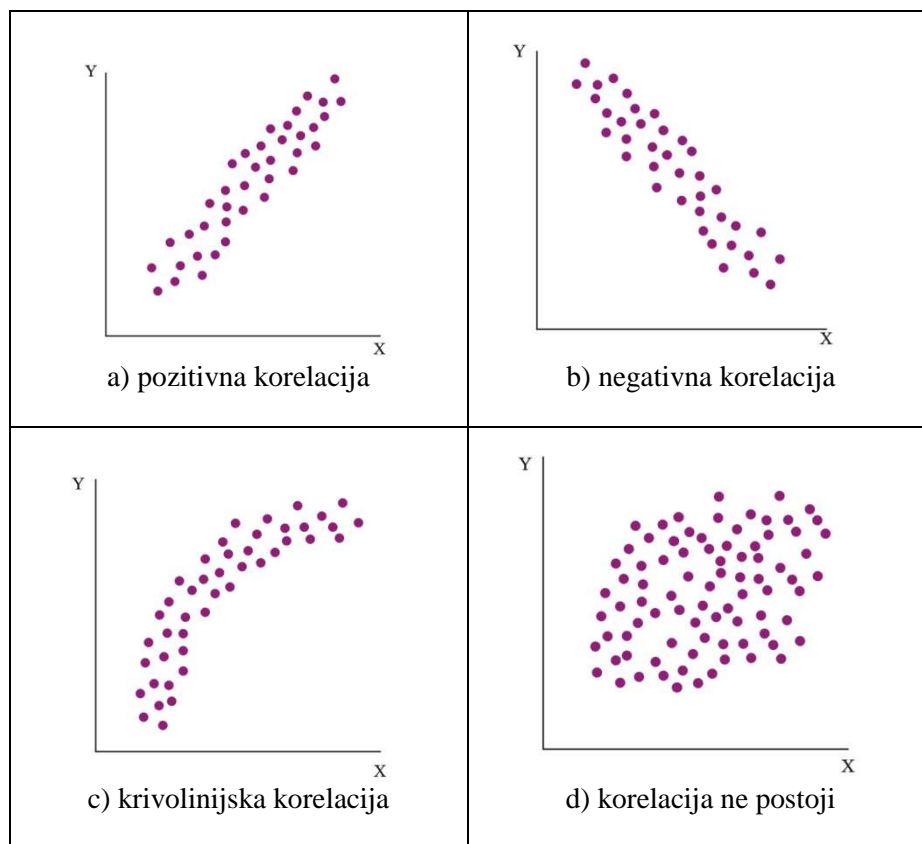 Y
X
a) pozitivna korelacija
Y
X
b) negativna korelacija
Y
X
c) krivolinijska korelacija
Y
X
d) korelacija ne postoji